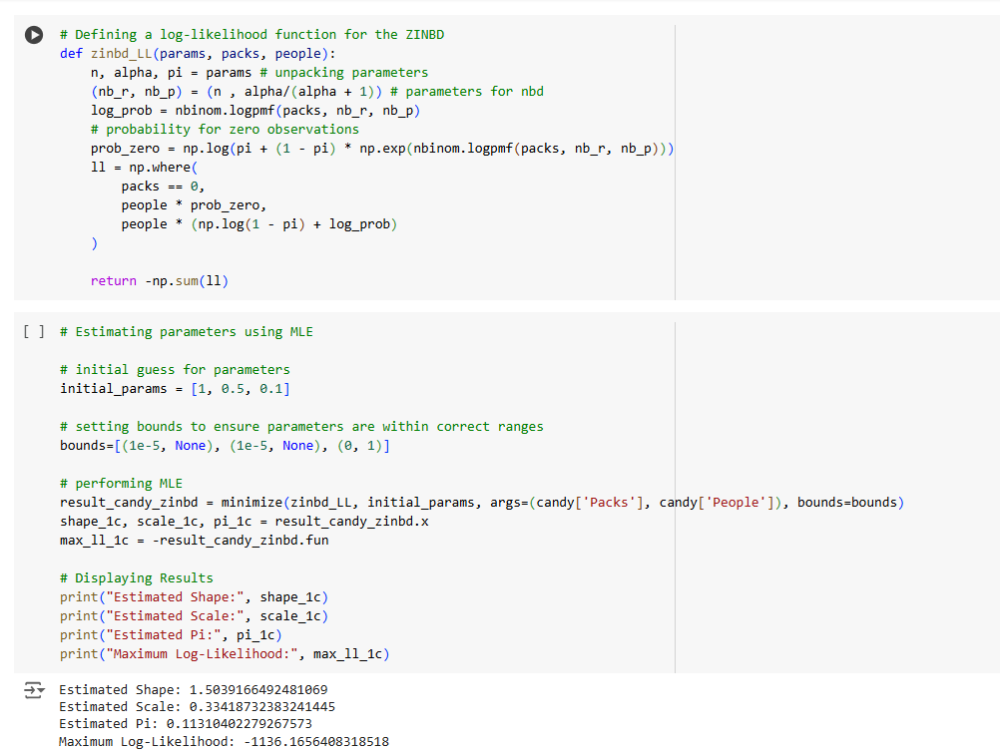 # Defining a log-likelihood function for the ZINBD
def zinbd_LL(params, packs, people):
    n, alpha, pi = params # unpacking parameters
    (nb_r, nb_p) = (n , alpha/(alpha + 1)) # parameters for nbd
    log_prob = nbinom.logpmf(packs, nb_r, nb_p)
    # probability for zero observations
    prob_zero = np.log(pi + (1 - pi) * np.exp(nbinom.logpmf(packs, nb_r, nb_p)))
    ll = np.where(
        packs == 0,
        people * prob_zero,
        people * (np.log(1 - pi) + log_prob)
    )
    return -np.sum(ll)
[ ] # Estimating parameters using MLE
# initial guess for parameters
initial_params = [1, 0.5, 0.1]
# setting bounds to ensure parameters are within correct ranges
bounds=[(1e-5, None), (1e-5, None), (0, 1)]
# performing MLE
result_candy_zinbd = minimize(zinbd_LL, initial_params, args=(candy['Packs'], candy['People']), bounds=bounds)
shape_1c, scale_1c, pi_1c = result_candy_zinbd.x
max_ll_1c = -result_candy_zinbd.fun
# Displaying Results
print("Estimated Shape:", shape_1c)
print("Estimated Scale:", scale_1c)
print("Estimated Pi:", pi_1c)
print("Maximum Log-Likelihood:", max_ll_1c)
Estimated Shape: 1.5039166492481069
Estimated Scale: 0.33418732383241445
Estimated Pi: 0.11310402279267573
Maximum Log-Likelihood: -1136.1656408318518